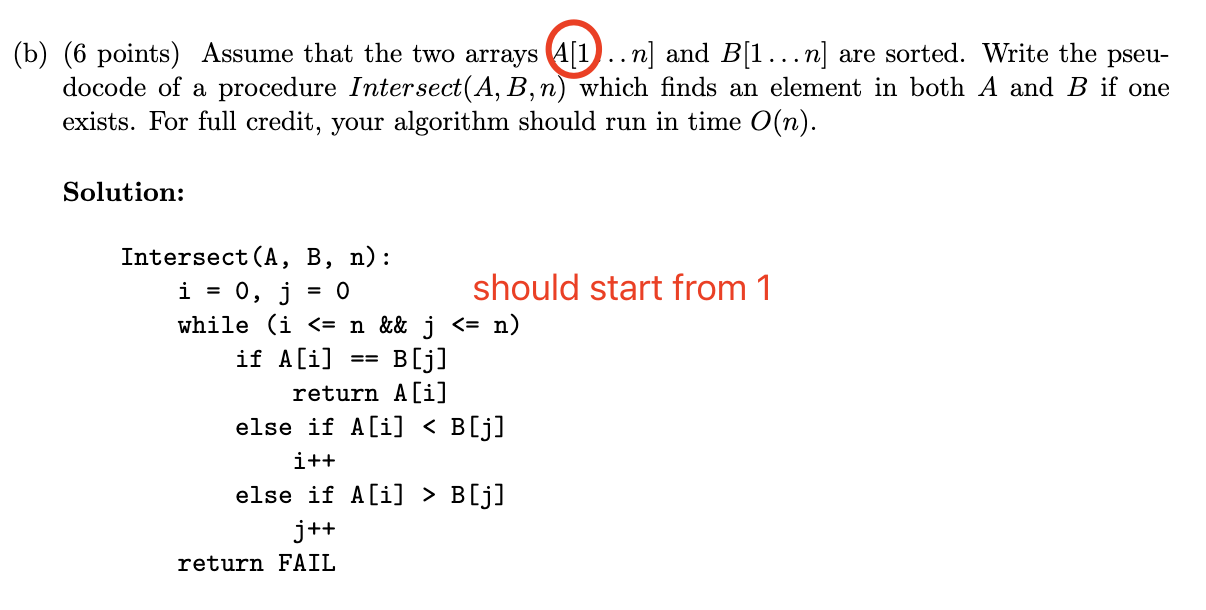 (b) (6 points) Assume that the two arrays A[1...n] and B[1...n] are sorted. Write the pseu-
docode of a procedure Intersect(A, B, n) which finds an element in both A and B if one
exists. For full credit, your algorithm should run in time O(n).
Solution:
Intersect(A, B, n):
i = 0, j = 0
should start from 1
while (i <= n && j <= n)
if A[i] == B[j]
return A[i]
else if A[i] < B[j]
i++
else if A[i] > B[j]
j++
return FAIL